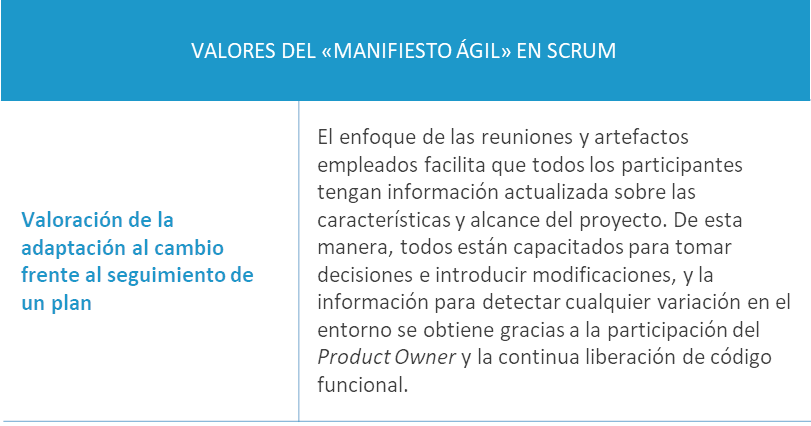 VALORES DEL «MANIFIESTO ÁGIL» EN SCRUM
Valoración de la
adaptación al cambio
frente al seguimiento de
un plan
El enfoque de las reuniones y artefactos
empleados facilita que todos los participantes
tengan información actualizada sobre las
características y alcance del proyecto. De esta
manera, todos están capacitados para tomar
decisiones e introducir modificaciones, y la
información para detectar cualquier variación en el
entorno se obtiene gracias a la participación del
Product Owner y la continua liberación de código
funcional.